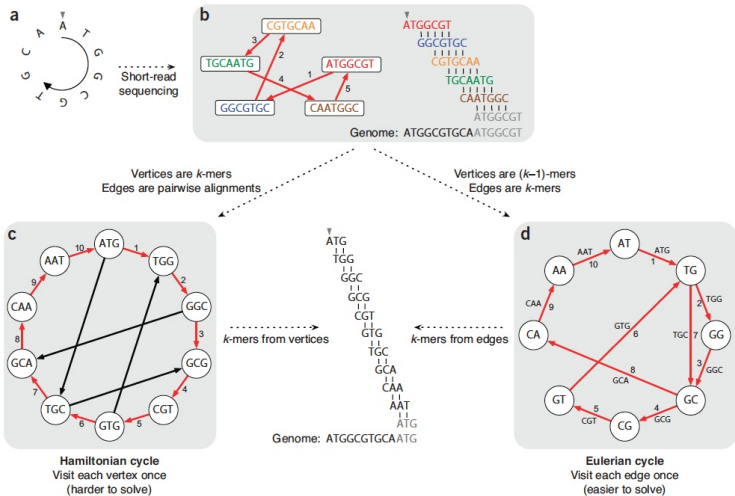 a
A
T
G
G
C
G
T
G
C
A
Short-read
sequencing
b
CGTGCAA
TGCAATG
ATGGCGT
GGCGTGC
CAATGGC
3
2
4
1
5
ATGGCGT
GGCGTGC
CGTGCAA
TGCAATG
CAATGGC
ATGGCGT
Genome: ATGGCGTGCAATGGCGT
Vertices are k-mers
Edges are pairwise alignments
Vertices are (k–1)-mers
Edges are k-mers
c
ATG
TGG
GGC
GCG
CGT
GTG
TGC
GCA
CAA
AAT
1
2
3
4
5
6
7
8
9
10
Hamiltonian cycle
Visit each vertex once
(harder to solve)
k-mers from vertices
ATG
TGG
GGC
GCG
CGT
GTG
TGC
GCA
CAA
AAT
ATG
Genome: ATGGCGTGCAATG
k-mers from edges
d
AT
TG
GG
GC
CG
GT
CA
AA
ATG
1
TGG
2
GGC
3
GCG
4
CGT
5
GTG
6
TGC
7
GCA
8
CAA
9
AAT
10
Eulerian cycle
Visit each edge once
(easier to solve)